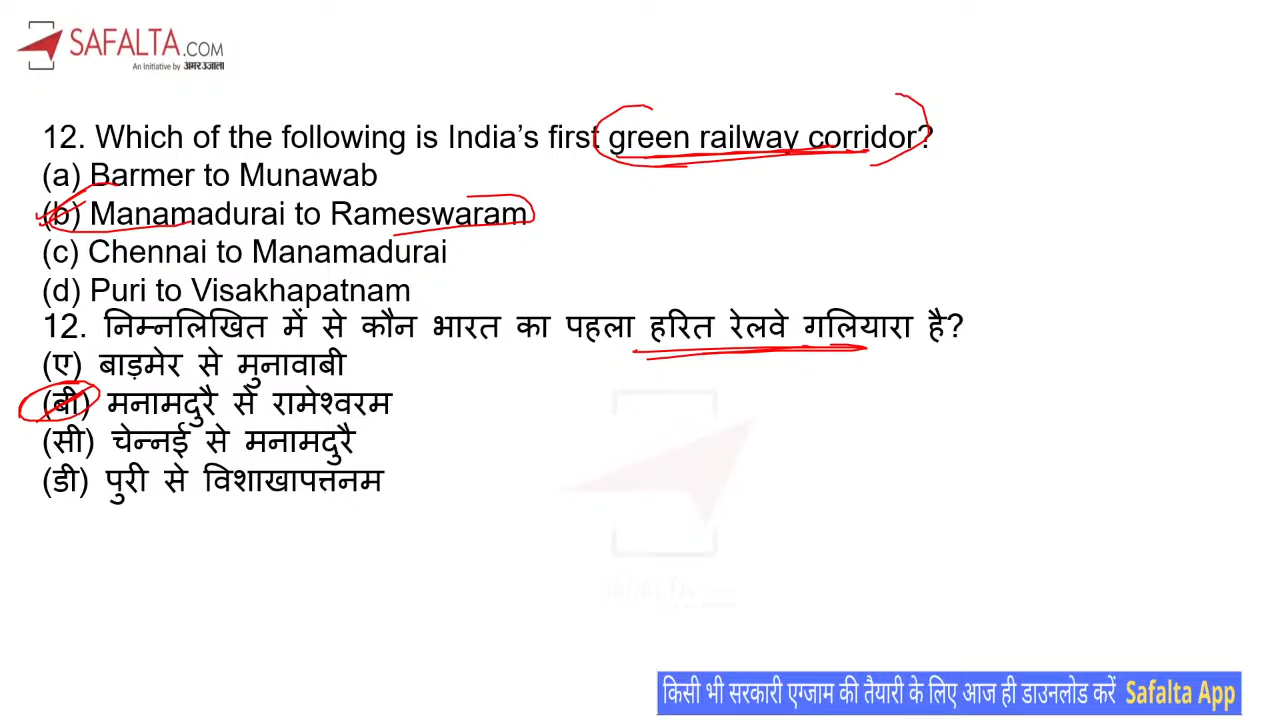 SAFALTA.COM
An Initiative by अमर उजाला
12. Which of the following is India's first green railway corridor?
(a) Barmer to Munawab
(b) Manamadurai to Rameswaram
(c) Chennai to Manamadurai
(d) Puri to Visakhapatnam
12. निम्नलिखित में से कौन भारत का पहला हरित रेलवे गलियारा है?
(ए) बाड़मेर से मुनावाबी
(बी) मनामदुरै से रामेश्वरम
(सी) चेन्नई से मनामदुरै
(डी) पुरी से विशाखापत्तनम
SAFALTA
किसी भी सरकारी एग्जाम की तैयारी के लिए आज ही डाउनलोड करें Safalta App